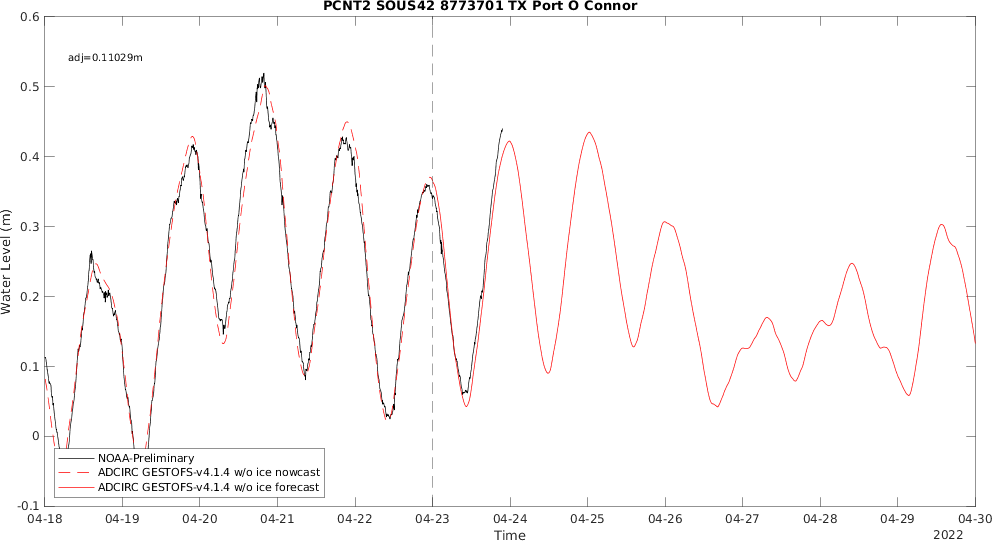 PCNT2 SOUS42 8773701 TX Port O Connor
adj=0.11029m
0.6
0.5
0.4
0.3
0.2
0.1
0
-0.1
Water Level (m)
NOAA-Preliminary
ADCIRC GESTOFS-v4.1.4 w/o ice nowcast
ADCIRC GESTOFS-v4.1.4 w/o ice forecast
04-18 04-19 04-20 04-21 04-22 04-23 04-24 04-25 04-26 04-27 04-28 04-29 04-30
Time
2022